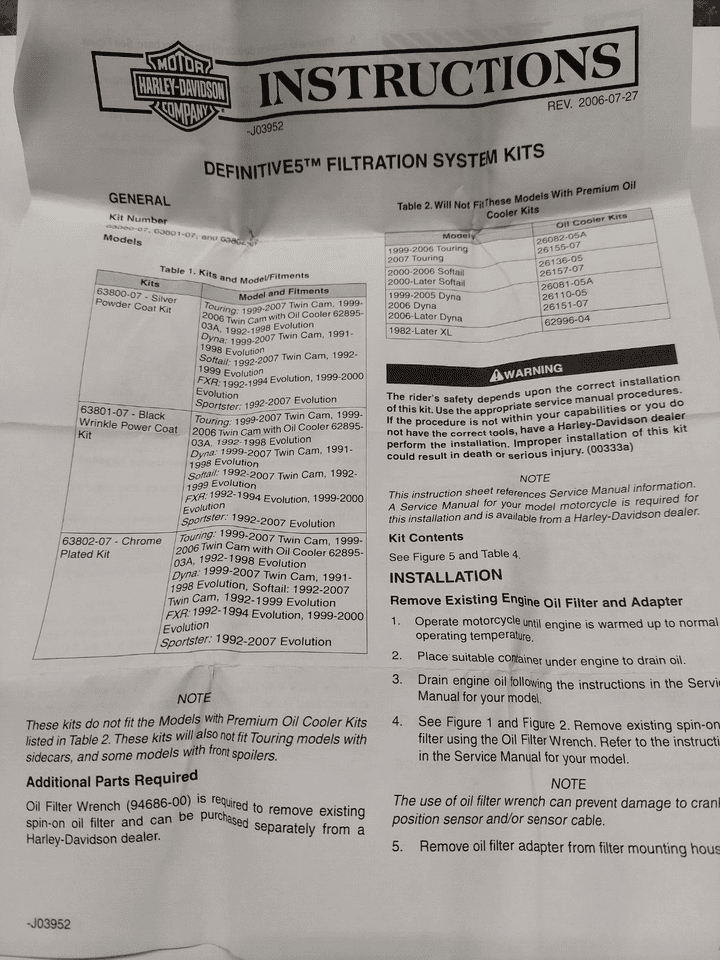 MOTOR
HARLEY-DAVIDSON
COMPANY
INSTRUCTIONS
-J03952
REV. 2006-07-27
DEFINITIVE5™ FILTRATION SYSTEM KITS
GENERAL
Kit Number
63800-07, 63801-07, and
Models
Table 1. Kits and Model/Fitments
Kits
Model and Fitments
63800-07 - Silver
Powder Coat Kit
Touring: 1999-2007 Twin Cam, 1999-
2006 Twin Cam with Oil Cooler 62895-
03A, 1992-1998 Evolution
Dyna: 1999-2007 Twin Cam, 1991-
1998 Evolution
Softail: 2000-2007 Twin Cam, 1992-
1999 Evolution
FXR: 1992-1994 Evolution, 1999-2000
Evolution
Sportster: 1992-2007 Evolution
63801-07 - Black
Wrinkle Power Coat
Kit
Touring: 1999-2007 Twin Cam, 1999-
2006 Twin Cam with Oil Cooler 62895-
03A, 1992-1998 Evolution
Dyna: 1999-2007 Twin Cam, 1991-
1998 Evolution
Softail: 1992-2007 Twin Cam, 1992-
1999 Evolution
FXR: 1992-1994 Evolution, 1999-2000
Evolution
Sportster: 1992-2007 Evolution
63802-07 - Chrome
Plated Kit
Touring: 1999-2007 Twin Cam, 1999-
2006 Twin Cam with Oil Cooler 62895-
03A, 1992-1998 Evolution
Dyna: 1999-2007 Twin Cam, 1991-
1998 Evolution, Softail: 1992-2007
Twin Cam, 1992-1999 Evolution
FXR: 1992-1994 Evolution, 1999-2000
Evolution
Sportster: 1992-2007 Evolution
NOTE
These kits do not fit the Models with Premium Oil Cooler Kits
listed in Table 2. These kits will also not fit Touring models with
sidecars, and some models with front spoilers.
Additional Parts Required
Oil Filter Wrench (94686-00) is required to remove existing
spin-on oil filter and can be purchased separately from a
Harley-Davidson dealer.
Table 2. Will Not Fit These Models With Premium Oil
Cooler Kits
Models
Oil Cooler Kits
1999-2006 Touring
2007 Touring
26082-05A
26155-07
2000-2006 Softail
2000-Later Softail
26136-05
26157-07
1999-2005 Dyna
2006 Dyna
2006-Later Dyna
26081-05A
26110-05
26151-07
1982-Later XL
62996-04
WARNING
The rider's safety depends upon the correct installation
of this kit. Use the appropriate service manual procedures.
If the procedure is not within your capabilities or you do
not have the correct tools, have a Harley-Davidson dealer
perform the installation. Improper installation of this kit
could result in death or serious injury. (00333a)
NOTE
This instruction sheet references Service Manual information.
A Service Manual for your model motorcycle is required for
this installation and is available from a Harley-Davidson dealer.
Kit Contents
See Figure 5 and Table 4.
INSTALLATION
Remove Existing Engine Oil Filter and Adapter
1. Operate motorcycle until engine is warmed up to normal
operating temperature.
2. Place suitable container under engine to drain oil.
3. Drain engine oil following the instructions in the Servi
Manual for your model.
4. See Figure 1 and Figure 2. Remove existing spin-on
filter using the Oil Filter Wrench. Refer to the instructi
in the Service Manual for your model.
NOTE
The use of oil filter wrench can prevent damage to crank
position sensor and/or sensor cable.
5. Remove oil filter adapter from filter mounting hous
-J03952